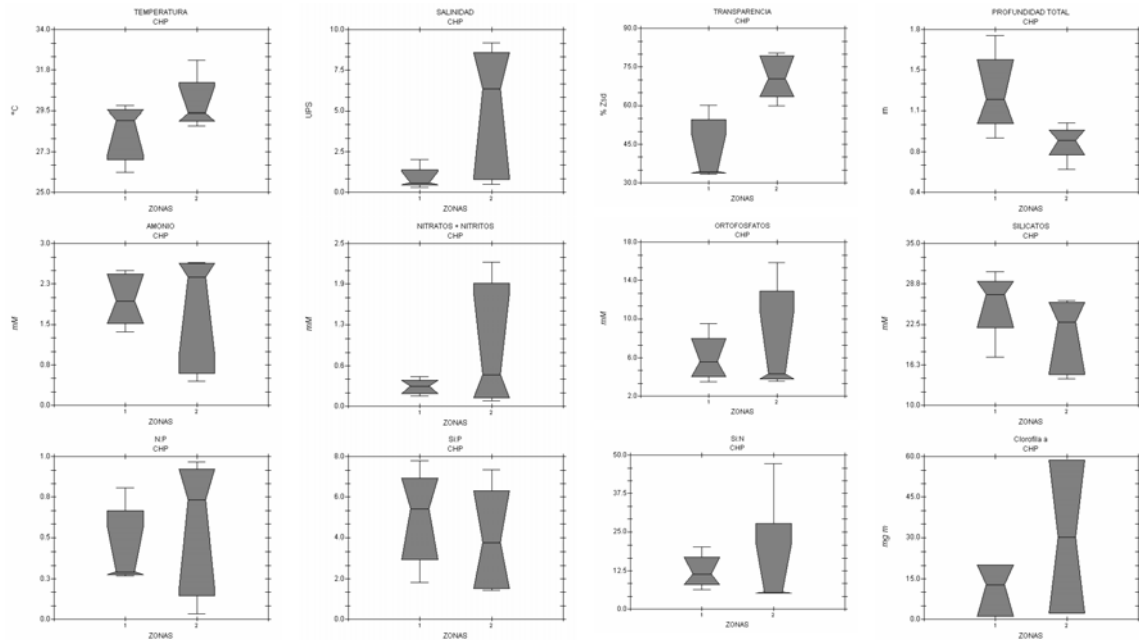 TEMPERATURA
CHP
34.0
31.8
29.5
27.3
25.0
°C
1
2
ZONAS
SALINIDAD
CHP
10.0
7.5
5.0
2.5
0.0
UPS
1
2
ZONAS
TRANSPARENCIA
CHP
90.0
75.0
60.0
45.0
30.0
% Zsd
1
2
ZONAS
PROFUNDIDAD TOTAL
CHP
1.8
1.5
1.1
0.8
0.4
m
1
2
ZONAS
AMONIO
CHP
3.0
2.3
1.5
0.8
0.0
mM
1
2
ZONAS
NITRATOS + NITRITOS
CHP
2.5
1.9
1.3
0.6
0.0
mM
1
2
ZONAS
ORTOFOSFATOS
CHP
18.0
14.0
10.0
6.0
2.0
mM
1
2
ZONAS
SILICATOS
CHP
35.0
28.8
22.5
16.3
10.0
mM
1
2
ZONAS
N:P
CHP
1.0
0.8
0.5
0.3
0.0
1
2
ZONAS
Si:P
CHP
8.0
6.0
4.0
2.0
0.0
1
2
ZONAS
Si:N
CHP
50.0
37.5
25.0
12.5
0.0
1
2
ZONAS
Clorofila a
CHP
60.0
45.0
30.0
15.0
0.0
mg m
1
2
ZONAS